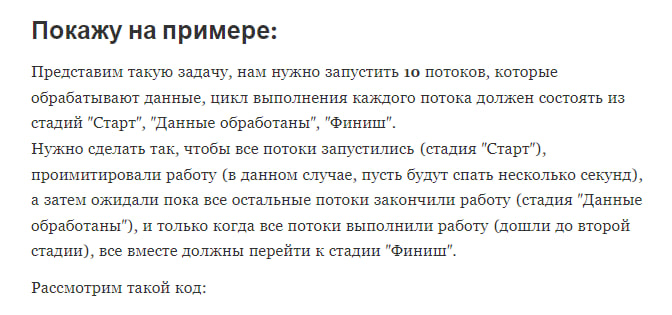 Покажу на примере:
Представим такую задачу, нам нужно запустить 10 потоков, которые
обрабатывают данные, цикл выполнения каждого потока должен состоять из
стадий "Старт", "Данные обработаны", "Финиш".
Нужно сделать так, чтобы все потоки запустились (стадия "Старт"),
проимитировали работу (в данном случае, пусть будут спать несколько секунд),
а затем ожидали пока все остальные потоки закончили работу (стадия "Данные
обработаны"), и только когда все потоки выполнили работу (дошли до второй
стадии), все вместе должны перейти к стадии "Финиш".
Рассмотрим такой код: